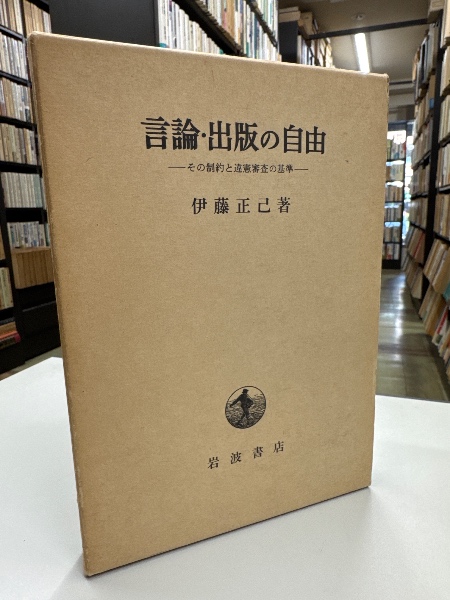 言論・出版の自由
―その制約と違憲審査の基準―
伊藤正己著
岩波書店